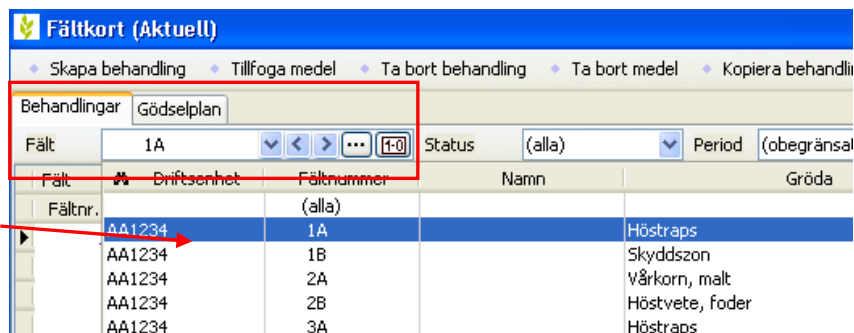 Fältkort (Aktuell)
Skapa behandling Tillfoga medel Ta bort behandling Ta bort medel Kopiera behandli
Behandlingar Gödselplan
Fält 1A 1-0 Status (alla) Period (obegränsat
Fält Driftsenhet Fältnummer Namn Gröda
Fältnr. (alla)
AA1234 1A Höstraps
AA1234 1B Skyddszon
AA1234 2A Vårkorn, malt
AA1234 2B Höstvete, foder
AA1234 3A Höstraps